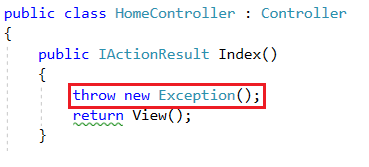 public class HomeController : Controller
{
    public IActionResult Index()
    {
        throw new Exception();
        return View();
    }